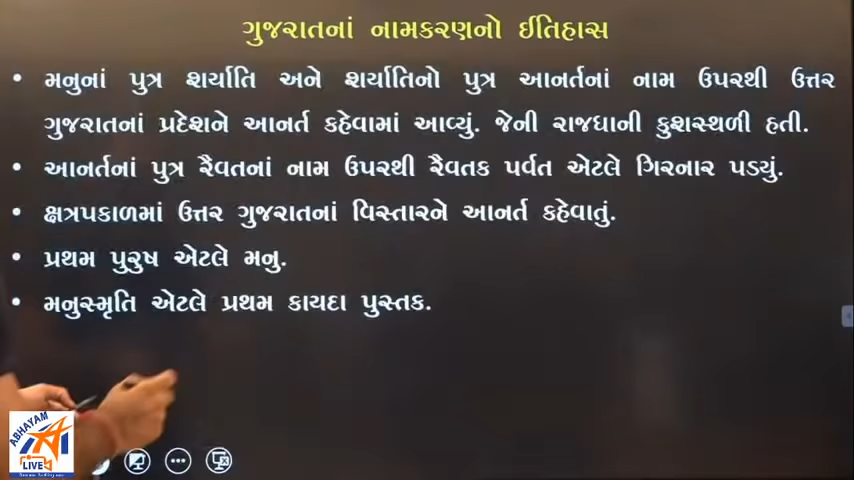 ગુજરાતનાં નામકરણનો ઈતિહાસ
• મનુનાં પુત્ર શર્યાતિ અને શર્યાતિનો પુત્ર આનર્તનાં નામ ઉપરથી ઉત્તર
ગુજરાતનાં પ્રદેશને આનર્ત કહેવામાં આવ્યું. જેની રાજધાની કુશસ્થળી હતી.
• આનર્તનાં પુત્ર રૈવતનાં નામ ઉપરથી રૈવતક પર્વત એટલે ગિરનાર પડયું.
• ક્ષત્રપકાળમાં ઉત્તર ગુજરાતનાં વિસ્તારને આનર્ત કહેવાતું.
• પ્રથમ પુરુષ એટલે મનુ.
• મનુસ્મૃતિ એટલે પ્રથમ કાયદા પુસ્તક.
ABHAYAM
LIVE